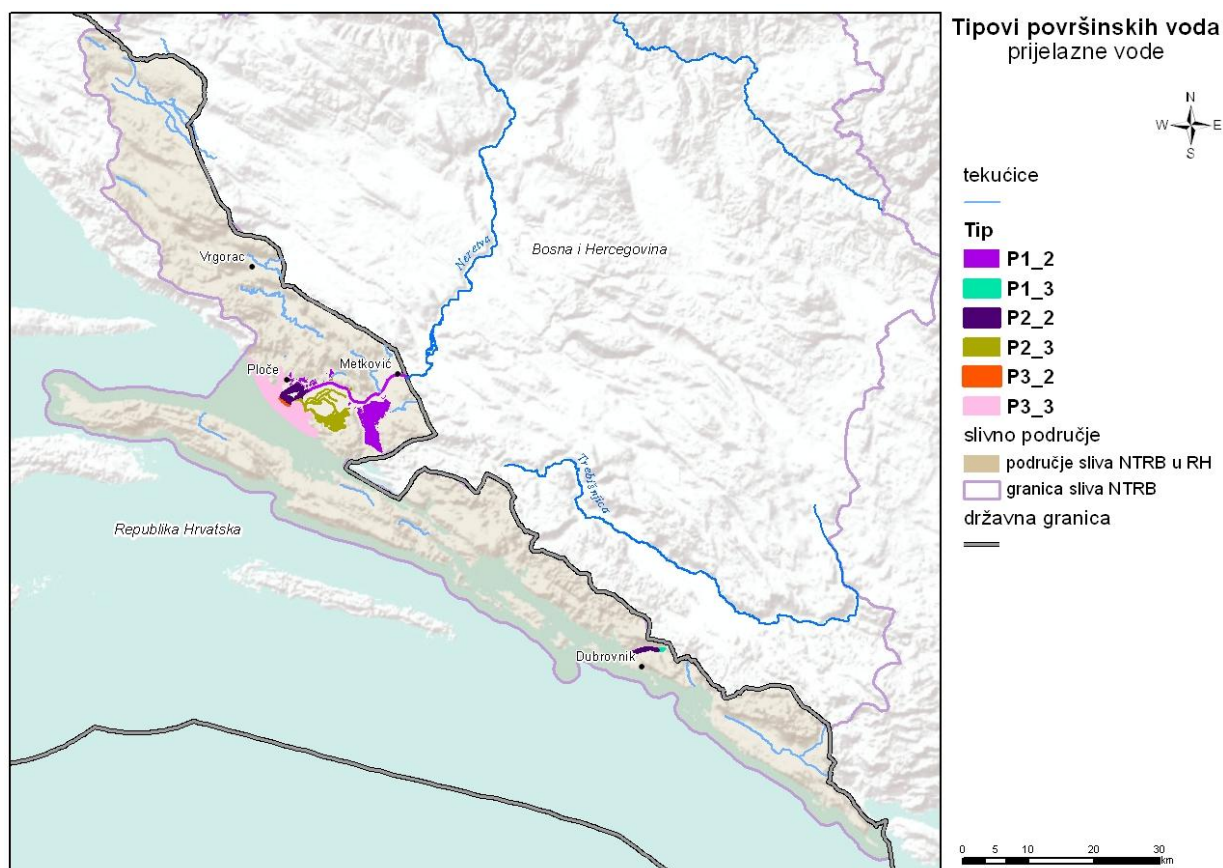 Tipovi površinskih voda
prijelazne vode
N
W E
S
tekućice
Tip
P1_2
P1_3
P2_2
P2_3
P3_2
P3_3
slivno područje
područje sliva NTRB u RH
granica sliva NTRB
državna granica
0 5 10 20 30
km
Vrgorac
Neretva
Bosna i Hercegovina
Ploče
Metković
Trebišnjica
Republika Hrvatska
Dubrovnik